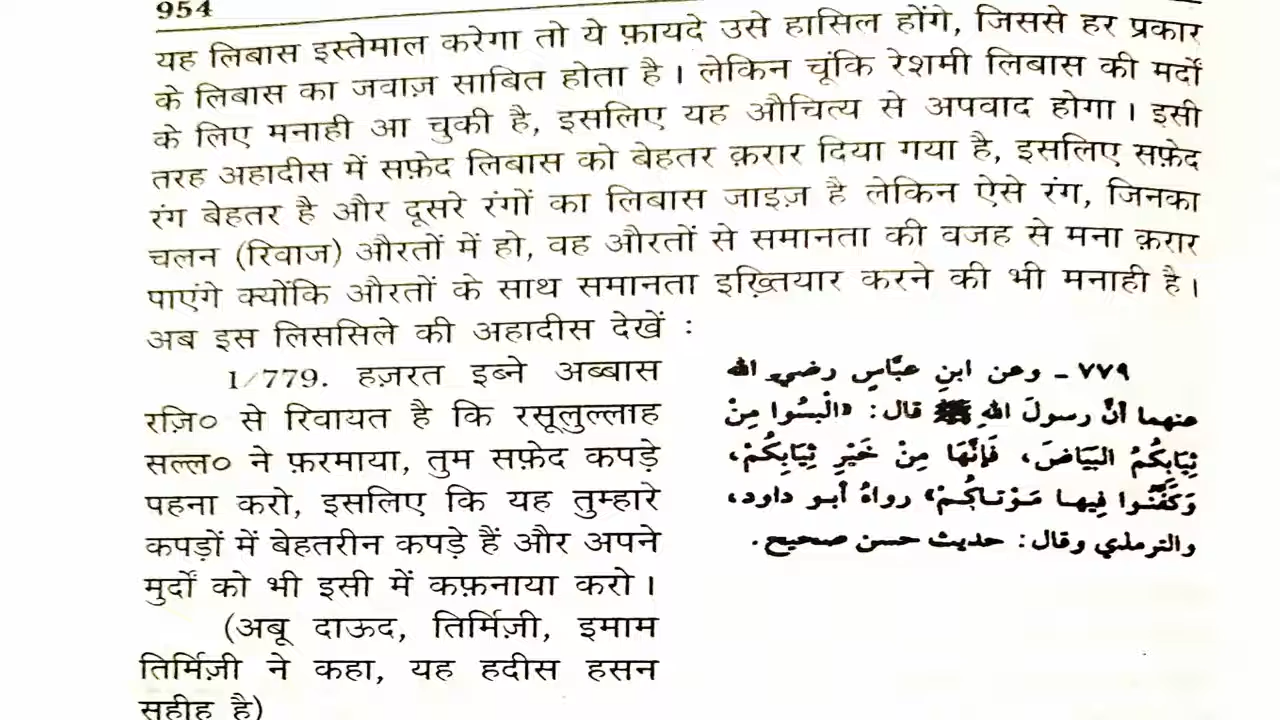 954
यह लिबास इस्तेमाल करेगा तो ये फ़ायदे उसे हासिल होंगे, जिससे हर प्रकार
के लिबास का जवाज़ साबित होता है। लेकिन चूंकि रेशमी लिबास की मर्दों
के लिए मनाही आ चुकी है, इसलिए यह औचित्य से अपवाद होगा। इसी
तरह अहादीस में सफ़ेद लिबास को बेहतर क़रार दिया गया है, इसलिए सफ़ेद
रंग बेहतर है और दूसरे रंगों का लिबास जाइज़ है लेकिन ऐसे रंग, जिनका
चलन (रिवाज) औरतों में हो, वह औरतों से समानता की वजह से मना क़रार
पाएंगे क्योंकि औरतों के साथ समानता इख़्तियार करने की भी मनाही है।
अब इस लिससिले की अहादीस देखें :
1/779. हज़रत इब्ने अब्बास
रज़ि० से रिवायत है कि रसूलुल्लाह
सल्ल० ने फ़रमाया, तुम सफ़ेद कपड़े
पहना करो, इसलिए कि यह तुम्हारे
कपड़ों में बेहतरीन कपड़े हैं और अपने
मुर्दों को भी इसी में कफ़नाया करो।
(अबू दाऊद, तिर्मिज़ी, इमाम
तिर्मिज़ी ने कहा, यह हदीस हसन
सहीह है)
٧٧٩ ـ وعن ابنِ عبَّاسٍ رضي الله
عنهما أنَّ رسولَ اللهِ ﷺ قال: «الْبَسُوا مِنْ
ثِيَابِكُمُ البَيَاضَ، فَإِنَّهَا مِنْ خَيْرِ ثِيَابِكُمْ،
وَكَفِّنُوا فِيها مَوْتاكُمْ» رواهُ أبو داود،
والترمذي وقال: حديث حسن صحيح.